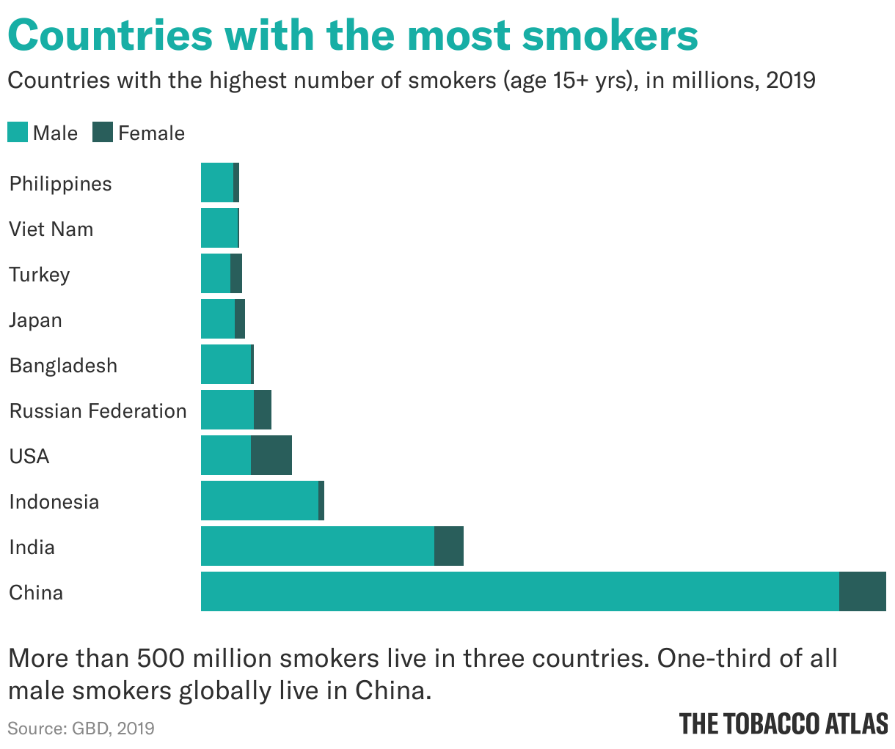 Countries with the most smokers
Countries with the highest number of smokers (age 15+ yrs), in millions, 2019
Male Female
Philippines
Viet Nam
Turkey
Japan
Bangladesh
Russian Federation
USA
Indonesia
India
China
More than 500 million smokers live in three countries. One-third of all
male smokers globally live in China.
Source: GBD, 2019
THE TOBACCO ATLAS